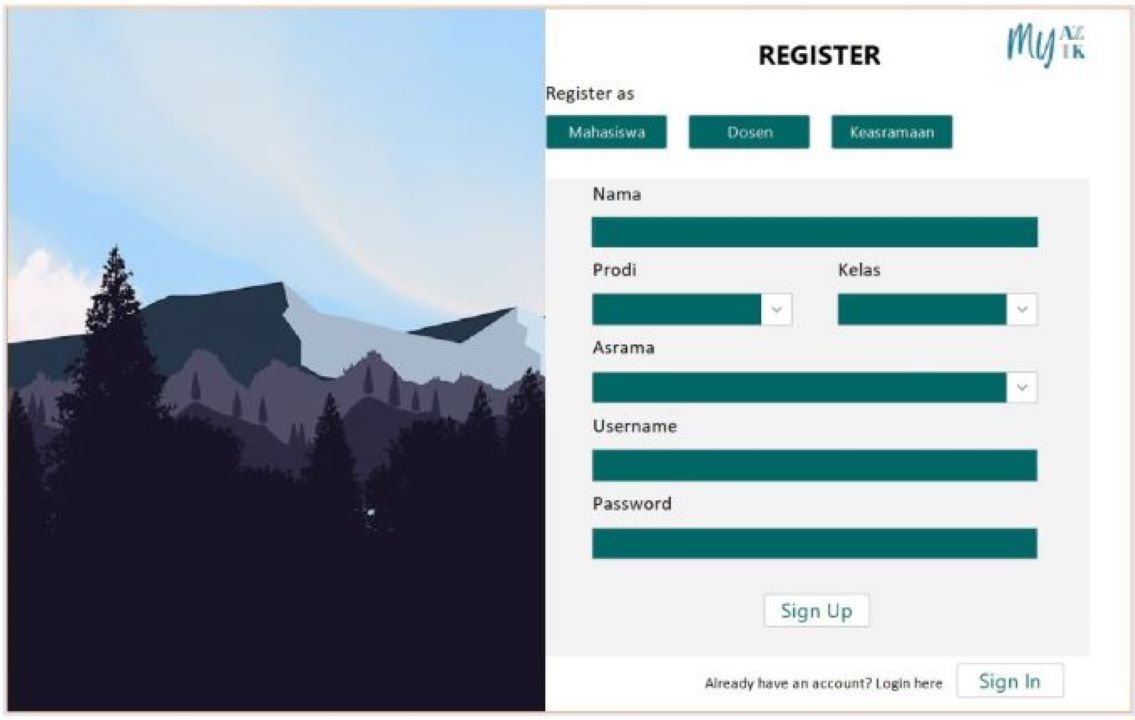 REGISTER
My AZ
IK
Register as
Mahasiswa Dosen Keasramaan
Nama
Prodi Kelas
Asrama
Username
Password
Sign Up
Already have an account? Login here Sign In